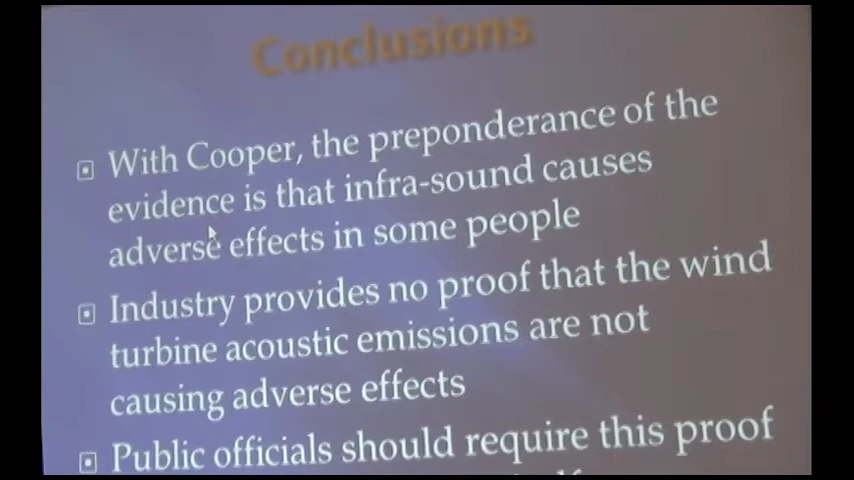 Conclusions
With Cooper, the preponderance of the
evidence is that infra-sound causes
adverse effects in some people
Industry provides no proof that the wind
turbine acoustic emissions are not
causing adverse effects
Public officials should require this proof